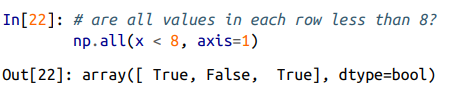 In[22]: # are all values in each row less than 8?
np.all(x < 8, axis=1)
Out[22]: array([ True, False,  True], dtype=bool)